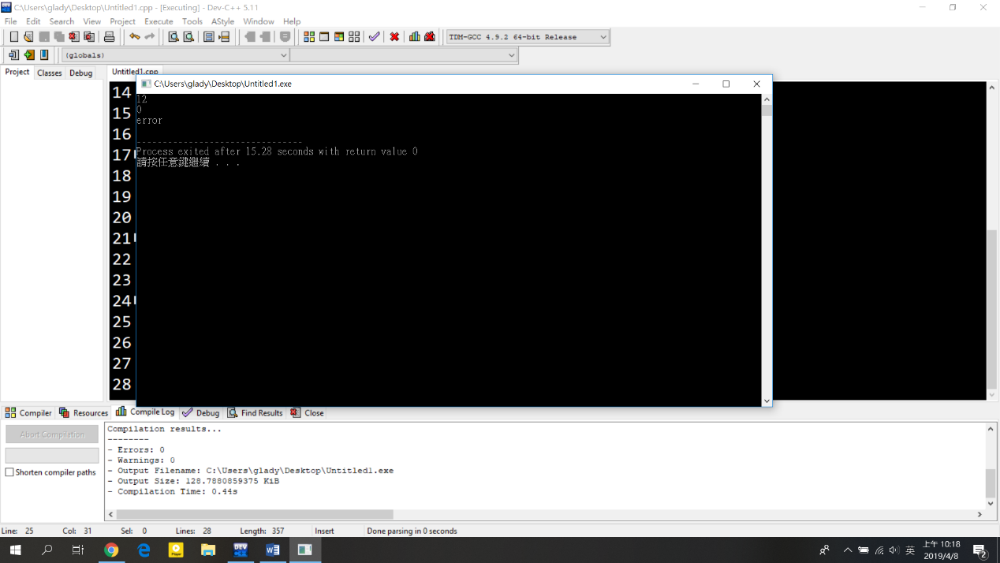 C:\Users\glady\Desktop\Untitled1.cpp - [Executing] - Dev-C++ 5.11
File Edit Search View Project Execute Tools AStyle Window Help
TDM-GCC 4.9.2 64-bit Release
(globals)
Project Classes Debug Untitled1.cpp
C:\Users\glady\Desktop\Untitled1.exe
12
0
error
--------------------------------
Process exited after 15.28 seconds with return value 0
請按任意鍵繼續 . . .
14
15
16
17
18
19
20
21
22
23
24
25
26
27
28
Compiler Resources Compile Log Debug Find Results Close
Abort Compilation
Shorten compiler paths
Compilation results...
--------
- Errors: 0
- Warnings: 0
- Output Filename: C:\Users\glady\Desktop\Untitled1.exe
- Output Size: 128.7880859375 KiB
- Compilation Time: 0.44s
Line: 25 Col: 31 Sel: 0 Lines: 28 Length: 357 Insert Done parsing in 0 seconds
DEV
Player
英
上午 10:18
2019/4/8
2